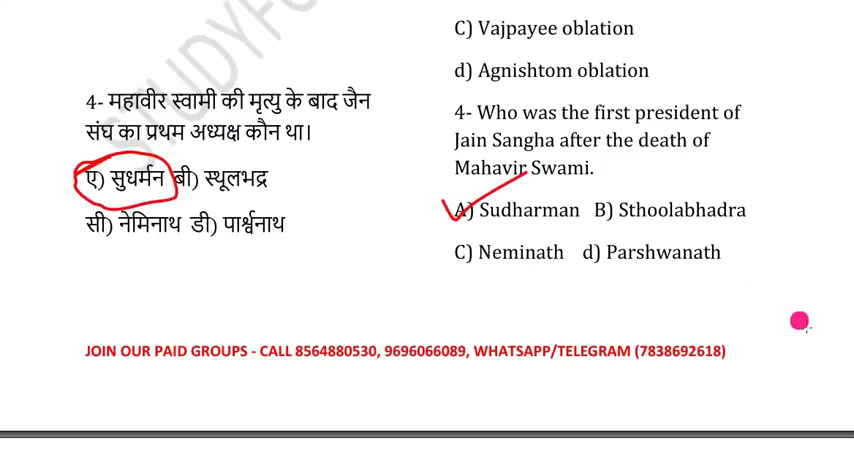 4- महावीर स्वामी की मृत्यु के बाद जैन
संघ का प्रथम अध्यक्ष कौन था।
ए) सुधर्मन बी) स्थूलभद्र
सी) नेमिनाथ डी) पार्श्वनाथ
C) Vajpayee oblation
d) Agnishtom oblation
4- Who was the first president of
Jain Sangha after the death of
Mahavir Swami.
A) Sudharman B) Sthoolabhadra
C) Neminath d) Parshwanath
JOIN OUR PAID GROUPS - CALL 8564880530, 9696066089, WHATSAPP/TELEGRAM (7838692618)